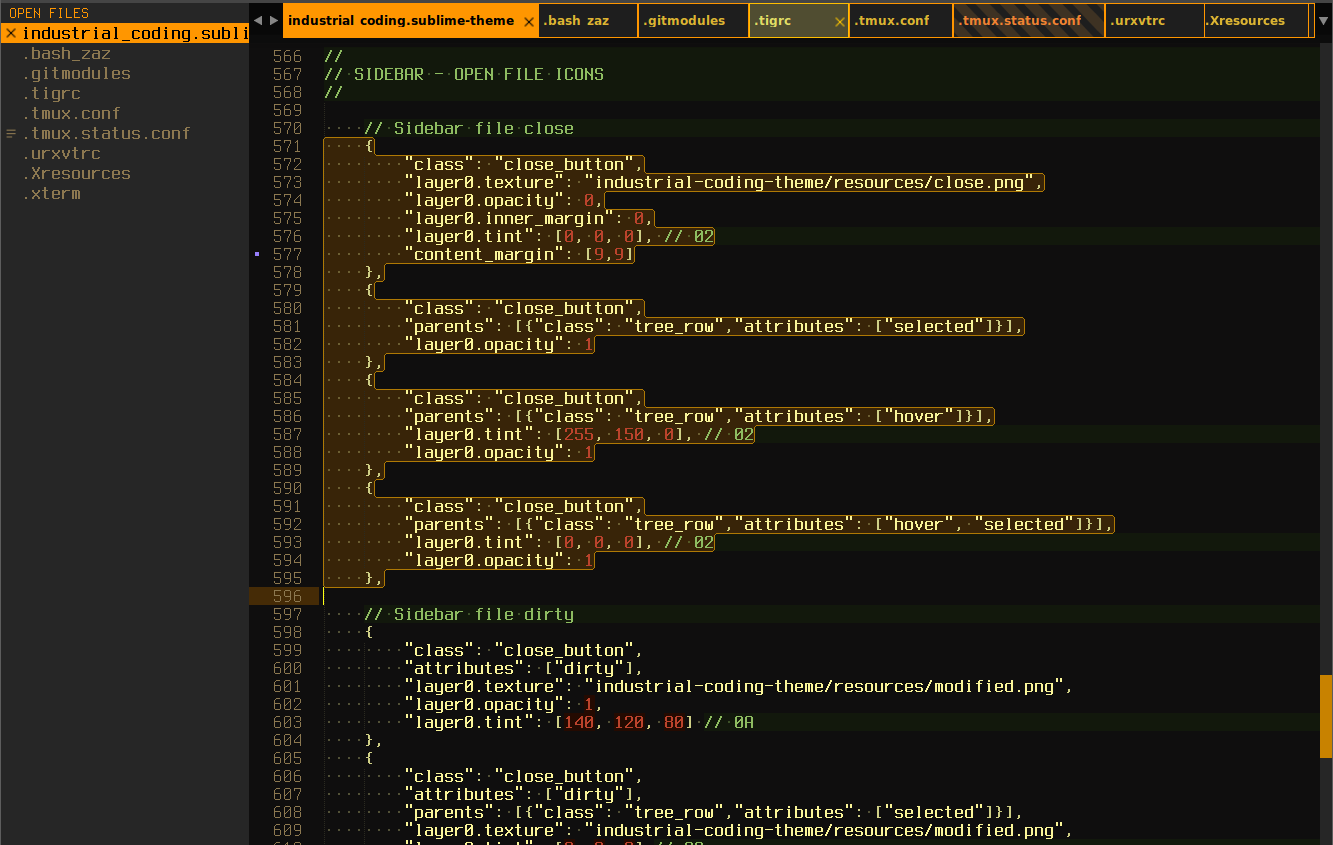 OPEN FILES
industrial_coding.subli
.bash_zaz
.gitmodules
.tigrc
.tmux.conf
.tmux.status.conf
.urxvtrc
.Xresources
.xterm
industrial coding.sublime-theme .bash zaz .gitmodules .tigrc .tmux.conf .tmux.status.conf .urxvtrc .Xresources
566 //
567 // SIDEBAR - OPEN FILE ICONS
568 //
569
570 // Sidebar file close
571 {
572 "class": "close_button",
573 "layer0.texture": "industrial-coding-theme/resources/close.png",
574 "layer0.opacity": 0,
575 "layer0.inner_margin": 0,
576 "layer0.tint": [0, 0, 0], // 02
577 "content_margin": [9,9]
578 },
579 {
580 "class": "close_button",
581 "parents": [{"class": "tree_row","attributes": ["selected"]}],
582 "layer0.opacity": 1
583 },
584 {
585 "class": "close_button",
586 "parents": [{"class": "tree_row","attributes": ["hover"]}],
587 "layer0.tint": [255, 150, 0], // 02
588 "layer0.opacity": 1
589 },
590 {
591 "class": "close_button",
592 "parents": [{"class": "tree_row","attributes": ["hover", "selected"]}],
593 "layer0.tint": [0, 0, 0], // 02
594 "layer0.opacity": 1
595 },
596
597 // Sidebar file dirty
598 {
599 "class": "close_button",
600 "attributes": ["dirty"],
601 "layer0.texture": "industrial-coding-theme/resources/modified.png",
602 "layer0.opacity": 1,
603 "layer0.tint": [140, 120, 80] // 0A
604 },
605 {
606 "class": "close_button",
607 "attributes": ["dirty"],
608 "parents": [{"class": "tree_row","attributes": ["selected"]}],
609 "layer0.texture": "industrial-coding-theme/resources/modified.png",